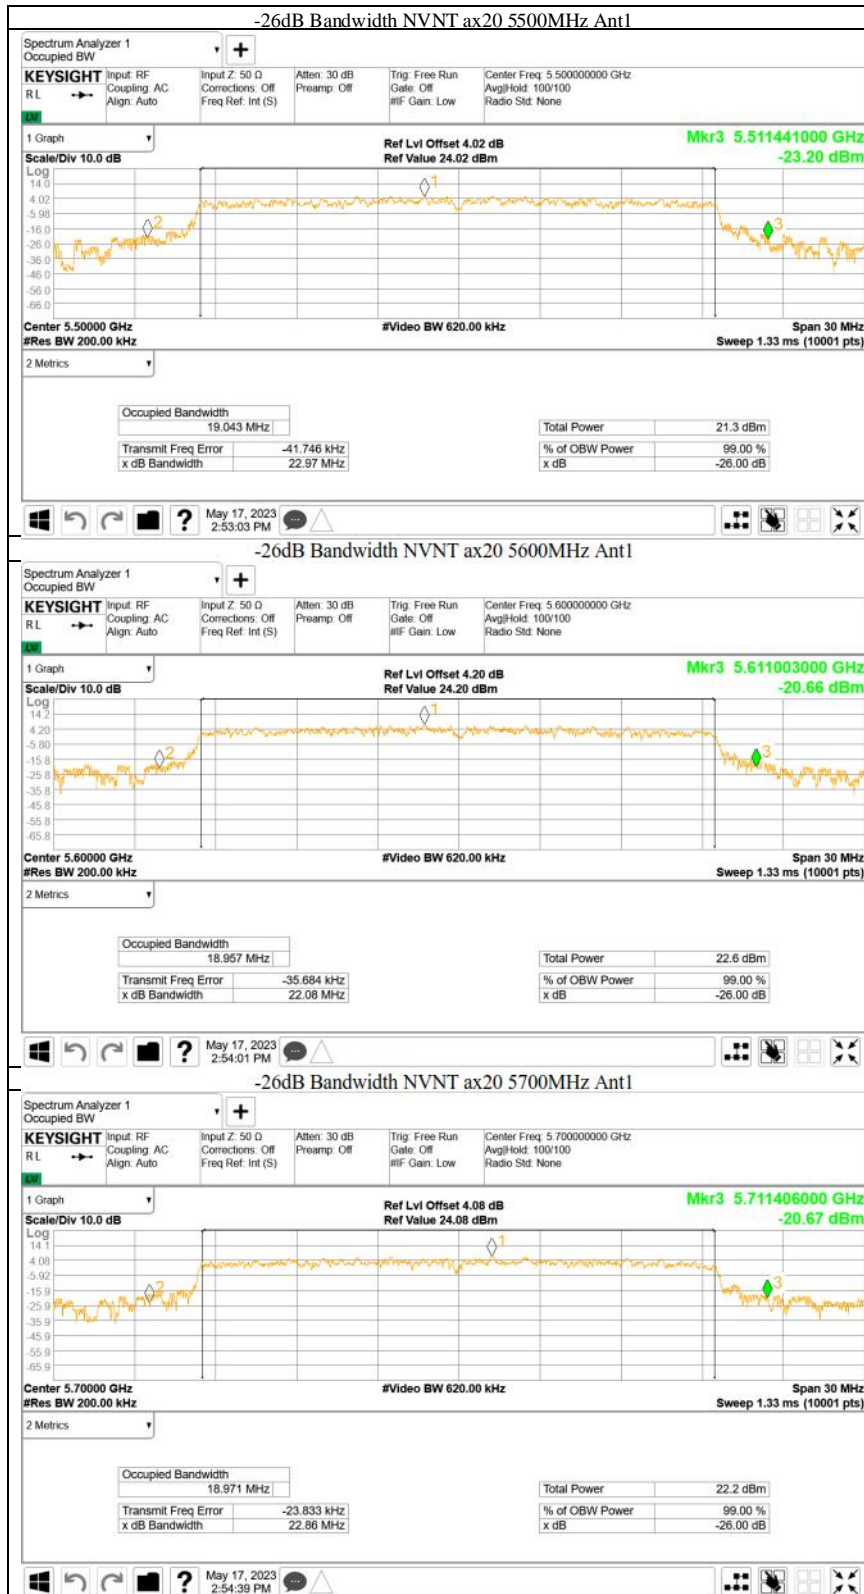 -26dB Bandwidth NVNT ax20 5500MHz Ant1
Spectrum Analyzer 1
Occupied BW
KEYSIGHT Input: RF Input Z: 50 Ω Atten: 30 dB Trig: Free Run Center Freq: 5.500000000 GHz
RL Coupling: AC Corrections: Off Preamp: Off Gate: Off Avg|Hold: 100/100
Align: Auto Freq Ref: Int (S) #IF Gain: Low Radio Std: None
1 Graph Ref Lvl Offset 4.02 dB Mkr3 5.511441000 GHz
Scale/Div 10.0 dB Ref Value 24.02 dBm -23.20 dBm
Log
14.0
4.02
-5.98
-16.0
-26.0
-36.0
-46.0
-56.0
-66.0
1
2
3
Center 5.50000 GHz #Video BW 620.00 kHz Span 30 MHz
#Res BW 200.00 kHz Sweep 1.33 ms (10001 pts)
2 Metrics
Occupied Bandwidth
19.043 MHz Total Power 21.3 dBm
Transmit Freq Error -41.746 kHz % of OBW Power 99.00 %
x dB Bandwidth 22.97 MHz x dB -26.00 dB
? May 17, 2023
2:53:03 PM
-26dB Bandwidth NVNT ax20 5600MHz Ant1
Spectrum Analyzer 1
Occupied BW
KEYSIGHT Input: RF Input Z: 50 Ω Atten: 30 dB Trig: Free Run Center Freq: 5.600000000 GHz
RL Coupling: AC Corrections: Off Preamp: Off Gate: Off Avg|Hold: 100/100
Align: Auto Freq Ref: Int (S) #IF Gain: Low Radio Std: None
1 Graph Ref Lvl Offset 4.20 dB Mkr3 5.611003000 GHz
Scale/Div 10.0 dB Ref Value 24.20 dBm -20.66 dBm
Log
14.2
4.20
-5.80
-15.8
-25.8
-35.8
-45.8
-55.8
-65.8
1
2
3
Center 5.60000 GHz #Video BW 620.00 kHz Span 30 MHz
#Res BW 200.00 kHz Sweep 1.33 ms (10001 pts)
2 Metrics
Occupied Bandwidth
18.957 MHz Total Power 22.6 dBm
Transmit Freq Error -35.684 kHz % of OBW Power 99.00 %
x dB Bandwidth 22.08 MHz x dB -26.00 dB
? May 17, 2023
2:54:01 PM
-26dB Bandwidth NVNT ax20 5700MHz Ant1
Spectrum Analyzer 1
Occupied BW
KEYSIGHT Input: RF Input Z: 50 Ω Atten: 30 dB Trig: Free Run Center Freq: 5.700000000 GHz
RL Coupling: AC Corrections: Off Preamp: Off Gate: Off Avg|Hold: 100/100
Align: Auto Freq Ref: Int (S) #IF Gain: Low Radio Std: None
1 Graph Ref Lvl Offset 4.08 dB Mkr3 5.711406000 GHz
Scale/Div 10.0 dB Ref Value 24.08 dBm -20.67 dBm
Log
14.1
4.08
-5.92
-15.9
-25.9
-35.9
-45.9
-55.9
-65.9
1
2
3
Center 5.70000 GHz #Video BW 620.00 kHz Span 30 MHz
#Res BW 200.00 kHz Sweep 1.33 ms (10001 pts)
2 Metrics
Occupied Bandwidth
18.971 MHz Total Power 22.2 dBm
Transmit Freq Error -23.833 kHz % of OBW Power 99.00 %
x dB Bandwidth 22.86 MHz x dB -26.00 dB
? May 17, 2023
2:54:39 PM